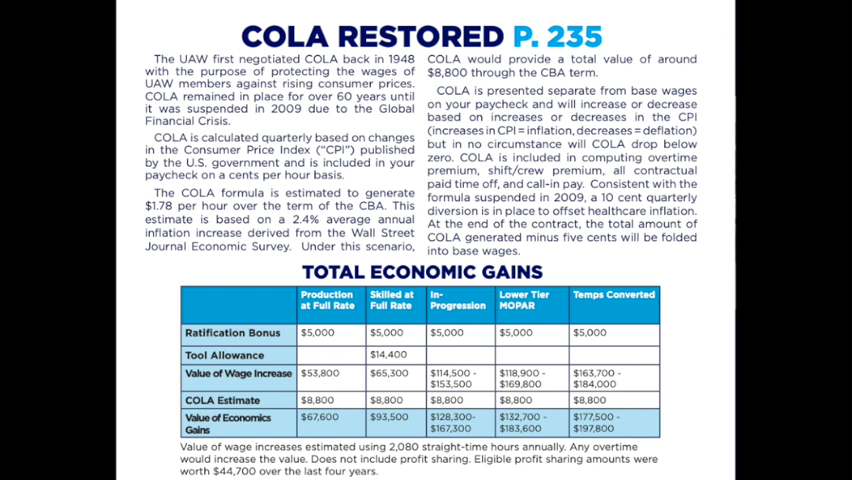 COLA RESTORED P. 235
The UAW first negotiated COLA back in 1948
with the purpose of protecting the wages of
UAW members against rising consumer prices.
COLA remained in place for over 60 years until
it was suspended in 2009 due to the Global
Financial Crisis.
COLA is calculated quarterly based on changes
in the Consumer Price Index ("CPI") published
by the U.S. government and is included in your
paycheck on a cents per hour basis.
The COLA formula is estimated to generate
$1.78 per hour over the term of the CBA. This
estimate is based on a 2.4% average annual
inflation increase derived from the Wall Street
Journal Economic Survey. Under this scenario,
COLA would provide a total value of around
$8,800 through the CBA term.
COLA is presented separate from base wages
on your paycheck and will increase or decrease
based on increases or decreases in the CPI
(increases in CPI = inflation, decreases = deflation)
but in no circumstance will COLA drop below
zero. COLA is included in computing overtime
premium, shift/crew premium, all contractual
paid time off, and call-in pay. Consistent with the
formula suspended in 2009, a 10 cent quarterly
diversion is in place to offset healthcare inflation.
At the end of the contract, the total amount of
COLA generated minus five cents will be folded
into base wages.
TOTAL ECONOMIC GAINS
Production at Full Rate Skilled at Full Rate In-Progression Lower Tier MOPAR Temps Converted
Ratification Bonus $5,000 $5,000 $5,000 $5,000 $5,000
Tool Allowance $14,400
Value of Wage Increase $53,800 $65,300 $114,500 - $153,500 $118,900 - $169,800 $163,700 - $184,000
COLA Estimate $8,800 $8,800 $8,800 $8,800 $8,800
Value of Economics Gains $67,600 $93,500 $128,300- $167,300 $132,700 - $183,600 $177,500 - $197,800
Value of wage increases estimated using 2,080 straight-time hours annually. Any overtime
would increase the value. Does not include profit sharing. Eligible profit sharing amounts were
worth $44,700 over the last four years.